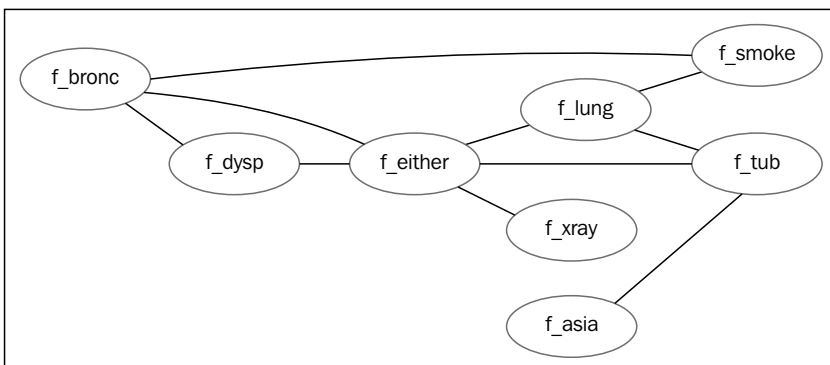 f_smoke
f_bronc
f_lung
f_dysp
f_either
f_tub
f_xray
f_asia